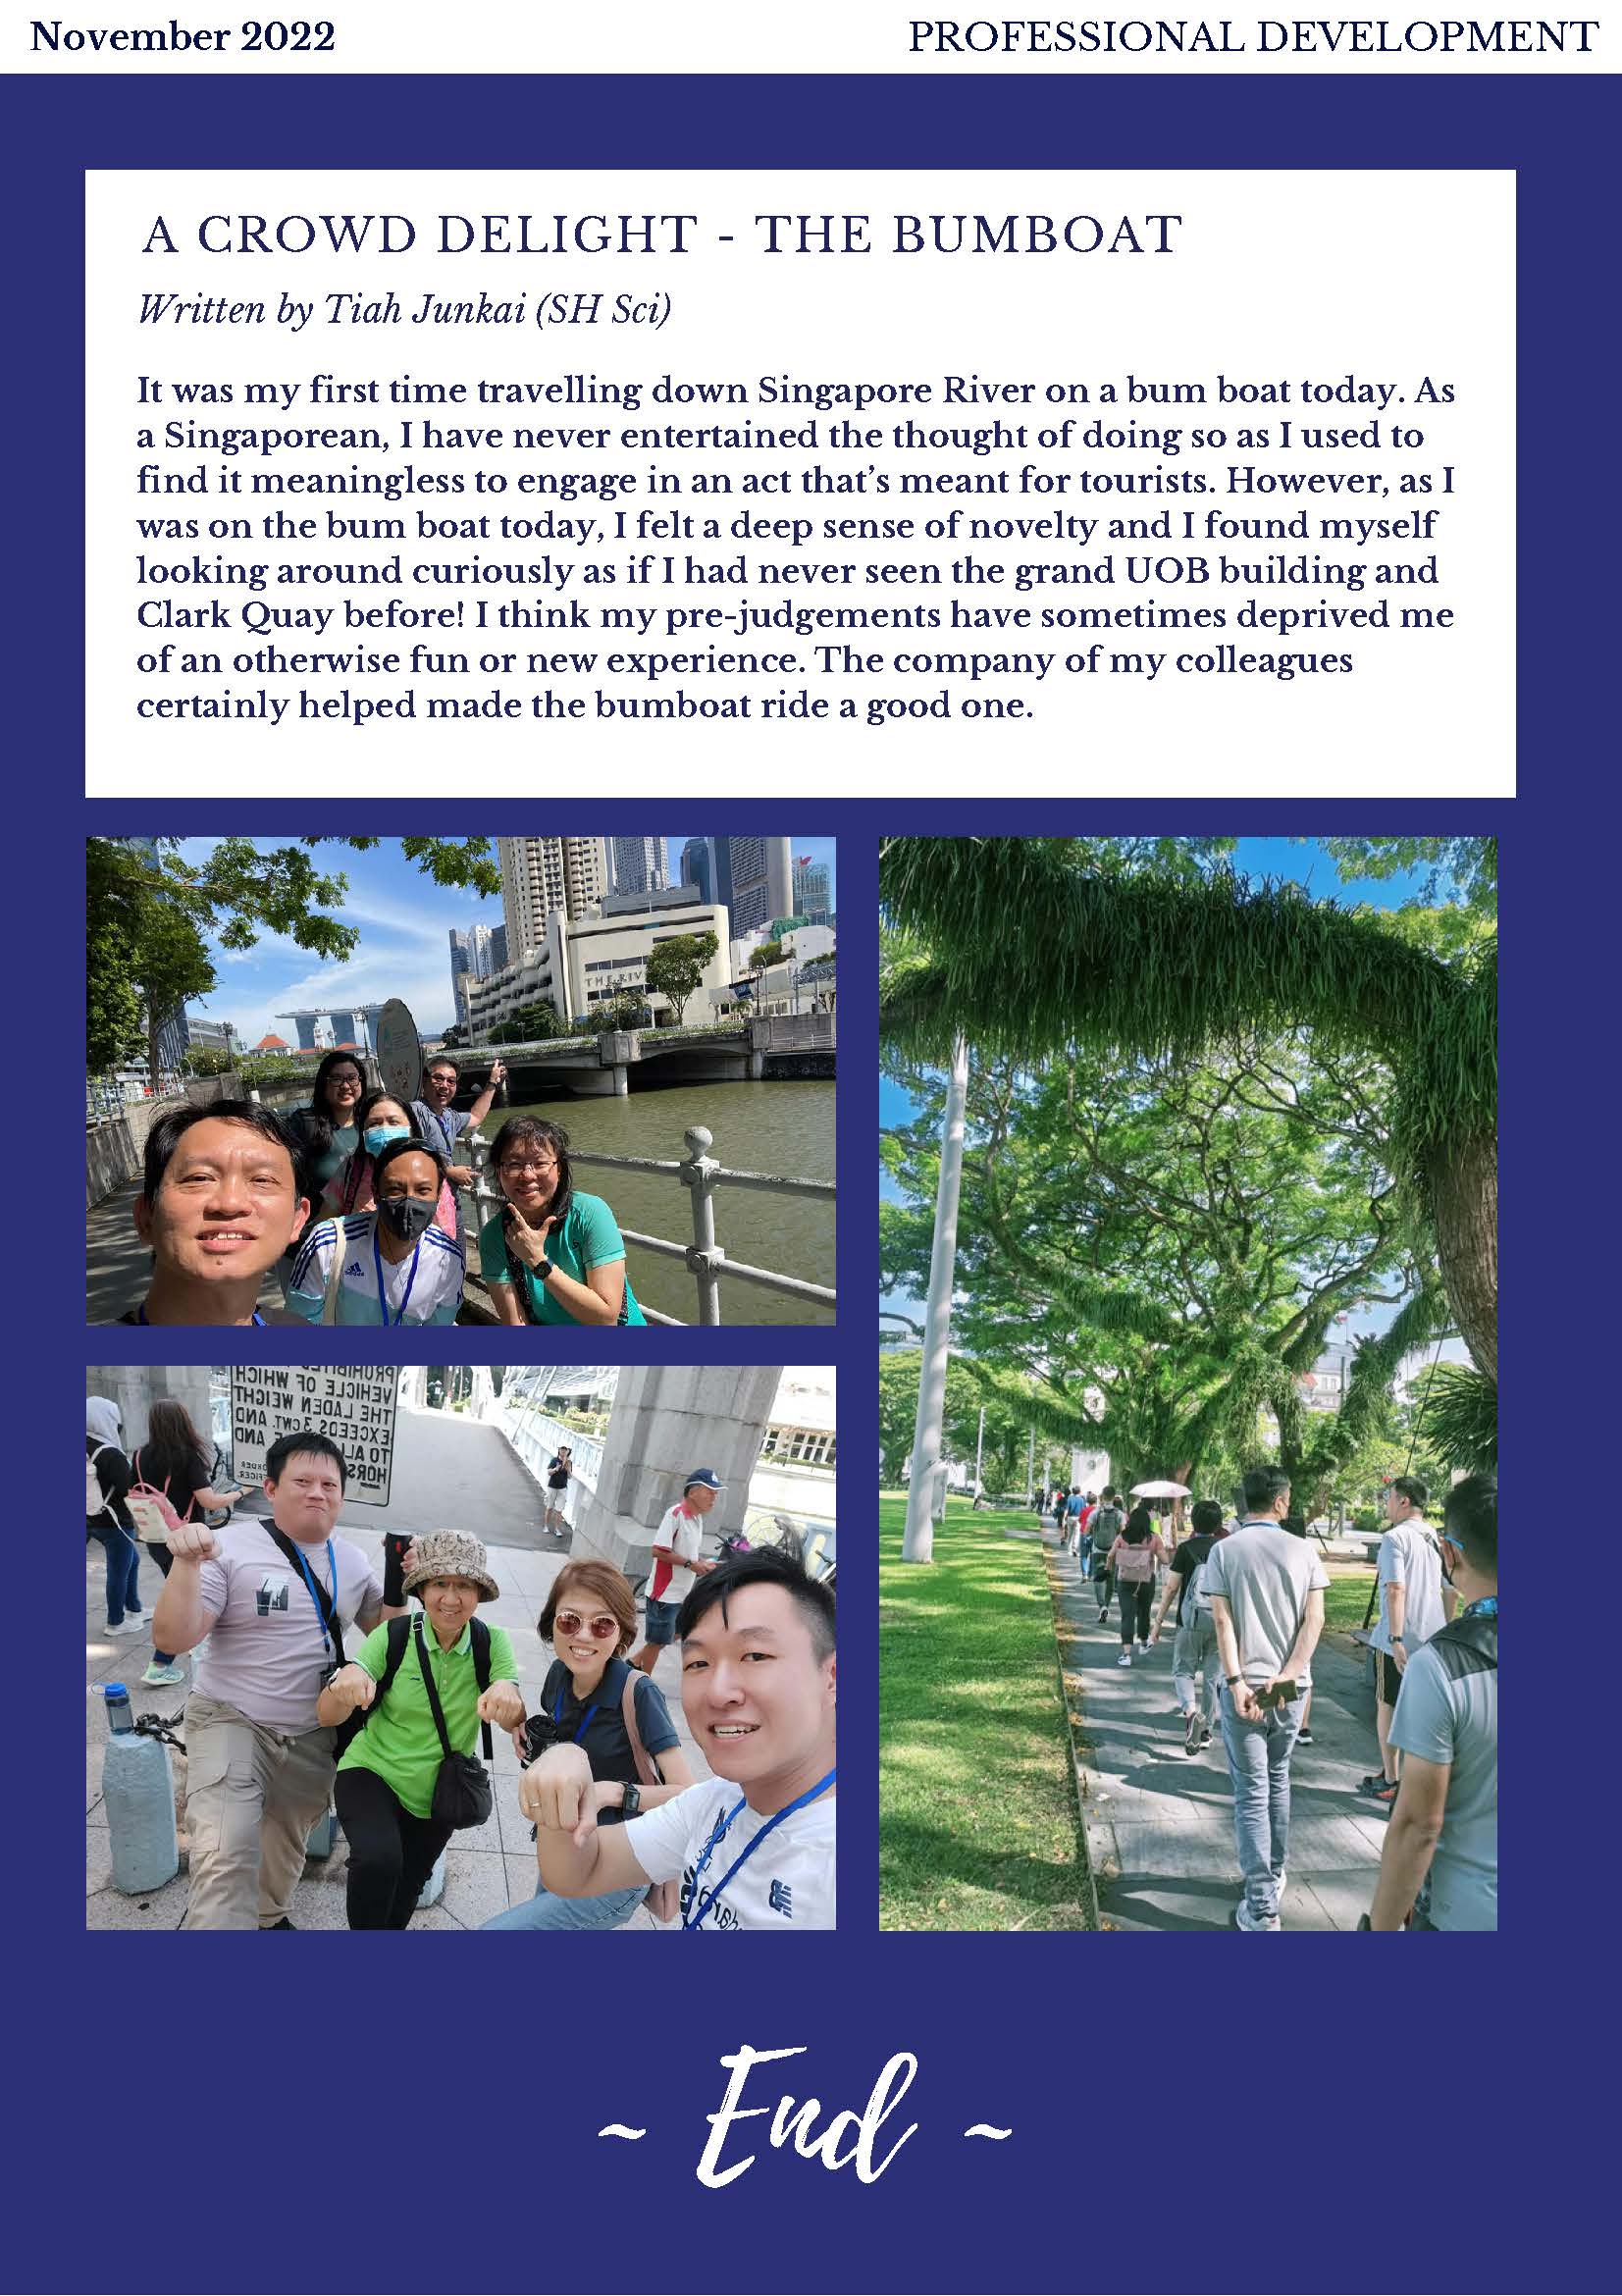 November 2022
PROFESSIONAL DEVELOPMENT
A CROWD DELIGHT - THE BUMBOAT
Written by Tiah Junkai (SH Sci)
It was my first time travelling down Singapore River on a bum boat today. As
a Singaporean, I have never entertained the thought of doing so as I used to
find it meaningless to engage in an act that's meant for tourists. However, as I
was on the bum boat today, I felt a deep sense of novelty and I found myself
looking around curiously as if I had never seen the grand UOB building and
Clark Quay before! I think my pre-judgements have sometimes deprived me
of an otherwise fun or new experience. The company of my colleagues
certainly helped made the bumboat ride a good one.
THE RIV
adidas
VEHICLE OF WHICH
THE LADEN WEIGHT
EXCEEDS 3 CWT. AND
TO ALL AND
~ End ~